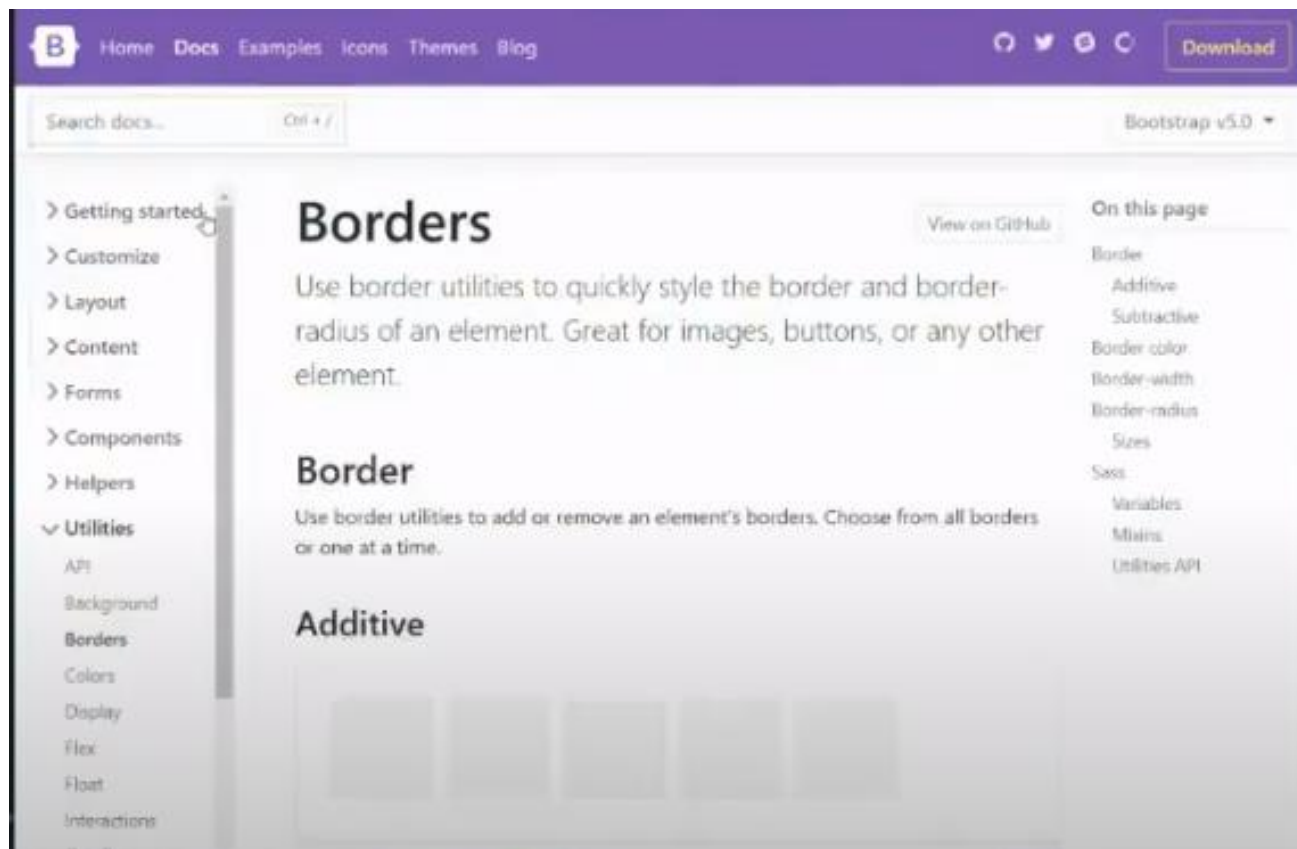 B Home Docs Examples Icons Themes Blog Download
Search docs... Ctrl + / Bootstrap v5.0
Getting started
Customize
Layout
Content
Forms
Components
Helpers
Utilities
API
Background
Borders
Colors
Display
Flex
Float
Interactions
Borders
View on GitHub
Use border utilities to quickly style the border and border-
radius of an element. Great for images, buttons, or any other
element.
Border
Use border utilities to add or remove an element's borders. Choose from all borders
or one at a time.
Additive
On this page
Border
Additive
Subtractive
Border color
Border-width
Border-radius
Sizes
Sass
Variables
Mixins
Utilities API